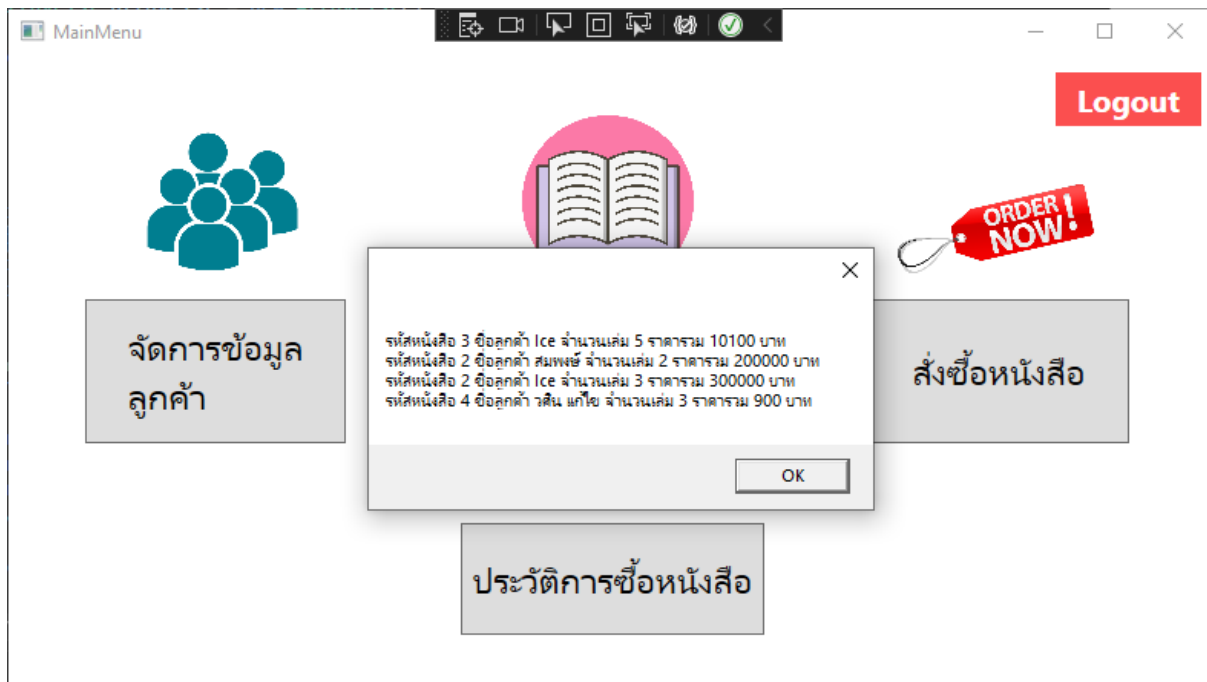 MainMenu
Logout
ORDER
NOW!
จัดการข้อมูล
ลูกค้า
สั่งซื้อหนังสือ
รหัสหนังสือ 3 ชื่อลูกค้า Ice จำนวนเล่ม 5 ราคารวม 10100 บาท
รหัสหนังสือ 2 ชื่อลูกค้า สมพงษ์ จำนวนเล่ม 2 ราคารวม 200000 บาท
รหัสหนังสือ 2 ชื่อลูกค้า Ice จำนวนเล่ม 3 ราคารวม 300000 บาท
รหัสหนังสือ 4 ชื่อลูกค้า วศิน แก้ไข จำนวนเล่ม 3 ราคารวม 900 บาท
OK
ประวัติการซื้อหนังสือ